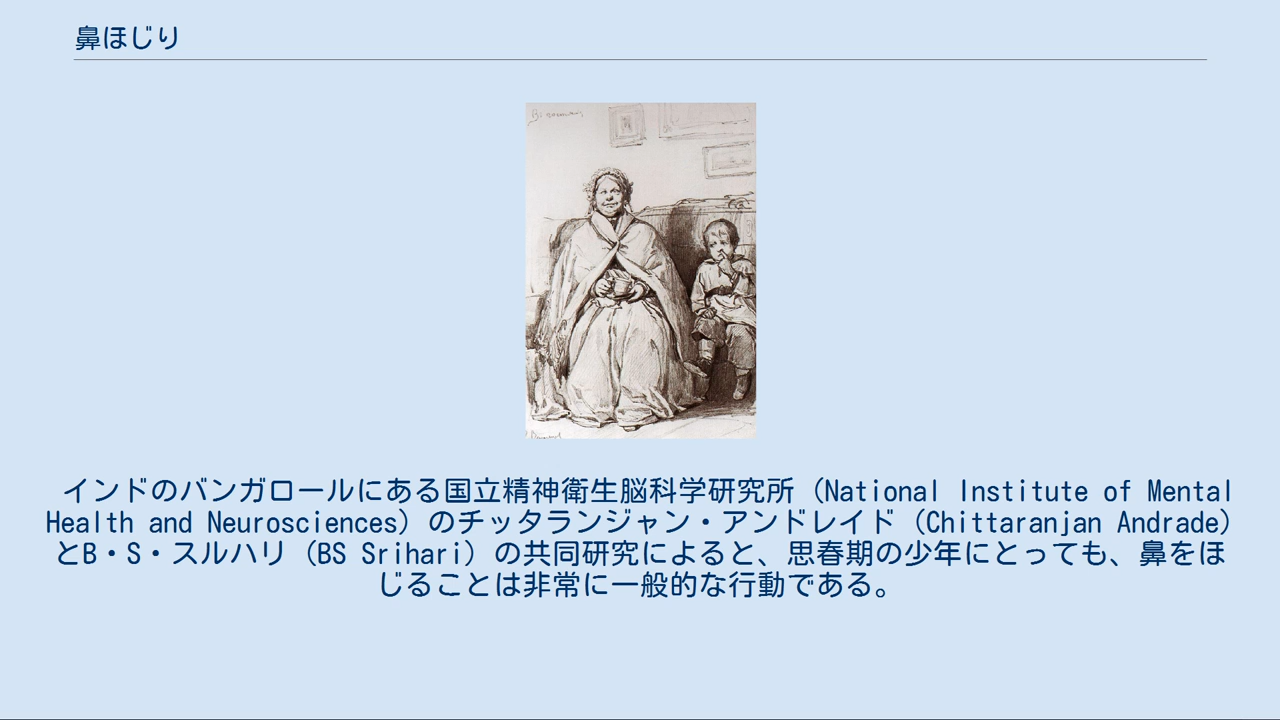 鼻ほじり
インドのバンガロールにある国立精神衛生脳科学研究所（National Institute of Mental
Health and Neurosciences）のチッタランジャン・アンドレイド（Chittaranjan Andrade）
とB・S・スルハリ（BS Srihari）の共同研究によると、思春期の少年にとっても、鼻をほ
じることは非常に一般的な行動である。